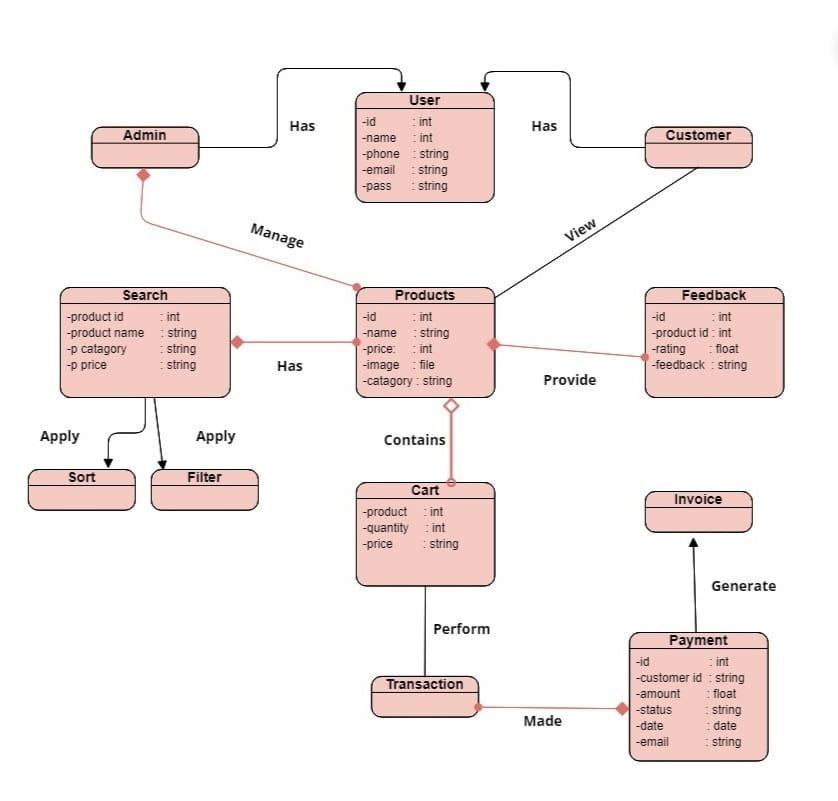 User
-id : int
-name : int
-phone : string
-email : string
-pass : string
Has
Has
Admin
Customer
Manage
View
Search
-product id : int
-product name : string
-p catagory : string
-p price : string
Products
-id : int
-name : string
-price: : int
-image : file
-catagory : string
Feedback
-id : int
-product id : int
-rating : float
-feedback : string
Has
Provide
Apply
Apply
Contains
Sort
Filter
Cart
-product : int
-quantity : int
-price : string
Invoice
Generate
Perform
Payment
-id : int
-customer id : string
-amount : float
-status : string
-date : date
-email : string
Transaction
Made